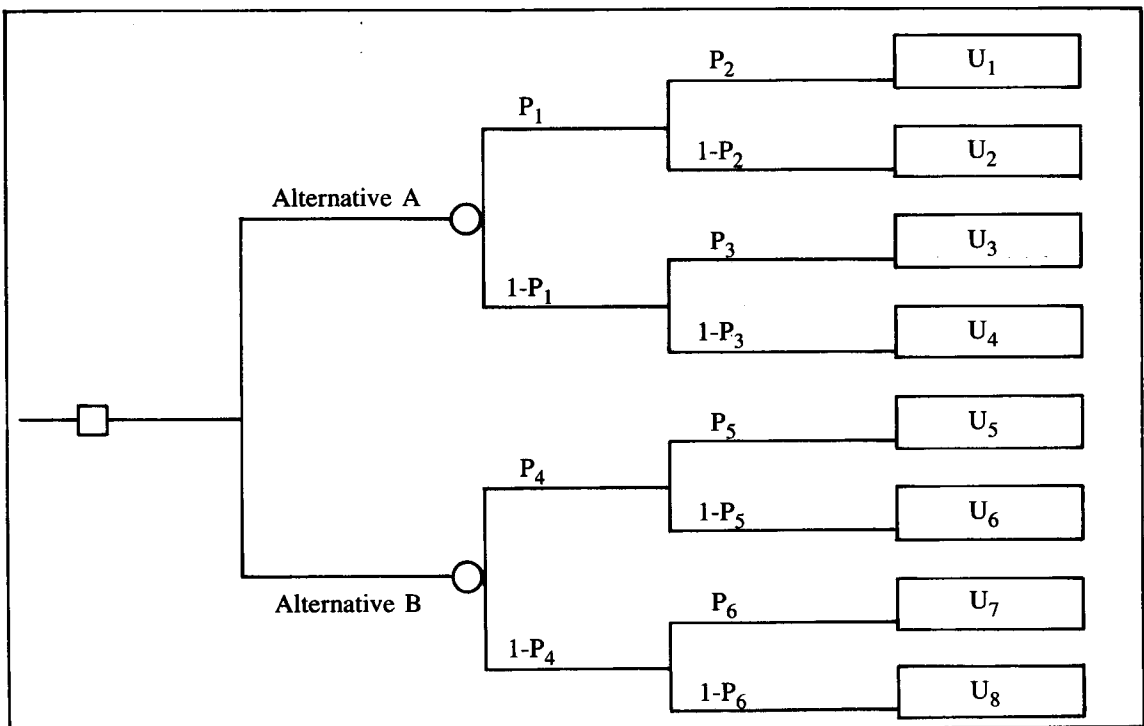 P₂
U₁
P₁
1-P₂
U₂
Alternative A
P₃
U₃
1-P₁
1-P₃
U₄
P₅
U₅
P₄
1-P₅
U₆
Alternative B
P₆
U₇
1-P₄
1-P₆
U₈